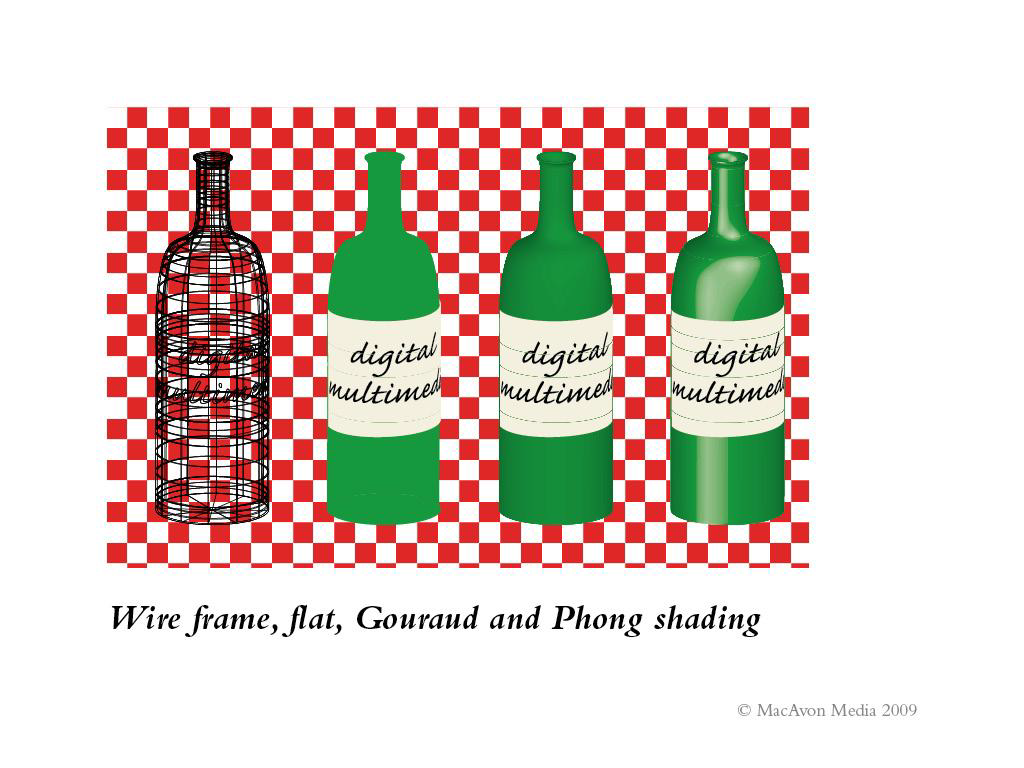 digital
multimed
digital
multimed
digital
multimed
Wire frame, flat, Gouraud and Phong shading
© MacAvon Media 2009